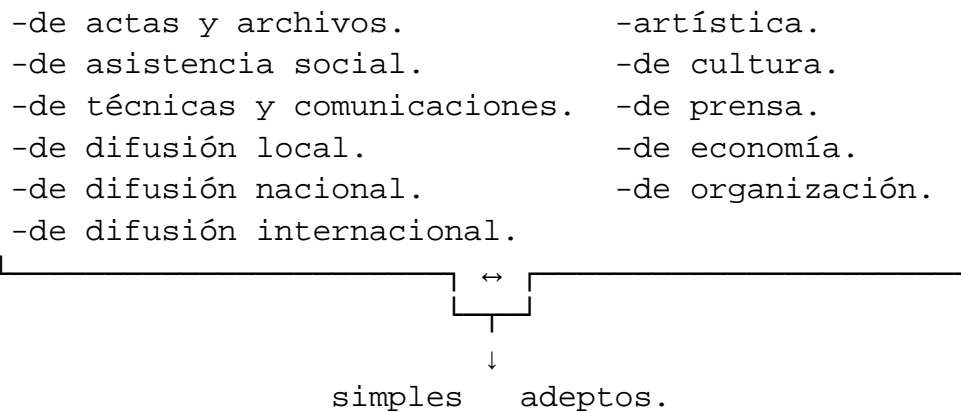 -de actas y archivos. -artística.
-de asistencia social. -de cultura.
-de técnicas y comunicaciones. -de prensa.
-de difusión local. -de economía.
-de difusión nacional. -de organización.
-de difusión internacional.
↔
↓
simples adeptos.